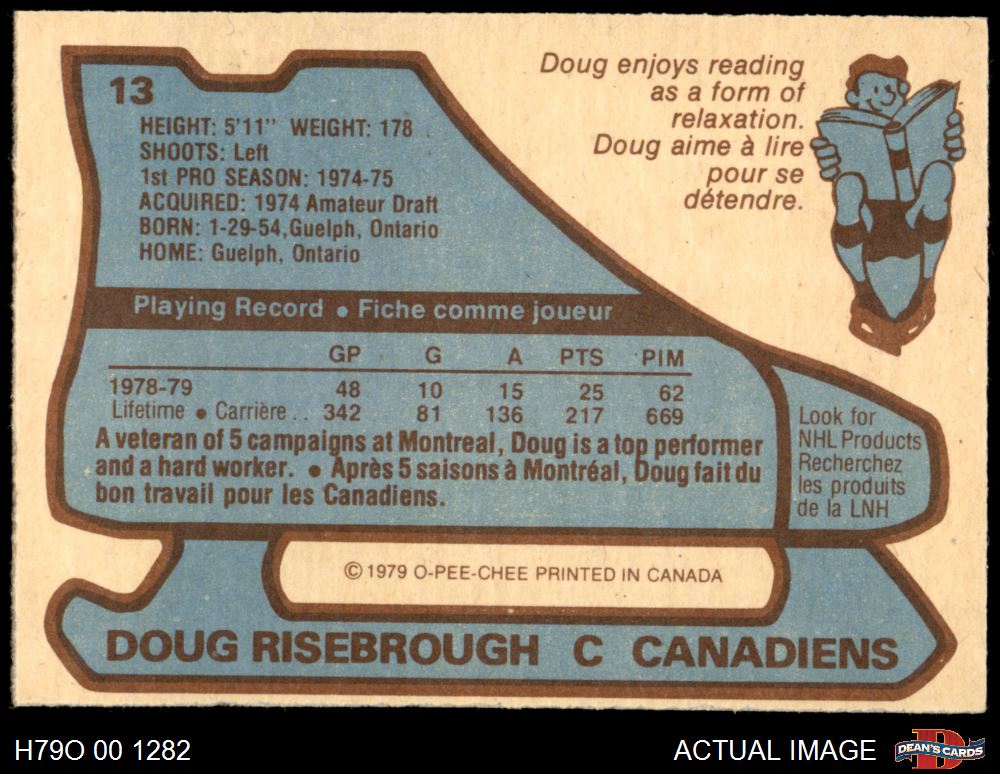 13
HEIGHT: 5'11" WEIGHT: 178
SHOOTS: Left
1st PRO SEASON: 1974-75
ACQUIRED: 1974 Amateur Draft
BORN: 1-29-54,Guelph, Ontario
HOME: Guelph, Ontario
Doug enjoys reading
as a form of
relaxation.
Doug aime à lire
pour se
détendre.
Playing Record • Fiche comme joueur
GP G A PTS PIM
1978-79 48 10 15 25 62
Lifetime • Carrière .. 342 81 136 217 669
A veteran of 5 campaigns at Montreal, Doug is a top performer
and a hard worker. • Après 5 saisons à Montréal, Doug fait du
bon travail pour les Canadiens.
Look for
NHL Products
Recherchez
les produits
de la LNH
© 1979 O-PEE-CHEE PRINTED IN CANADA
DOUG RISEBROUGH C CANADIENS
H79O 00 1282
ACTUAL IMAGE
DEAN'S CARDS